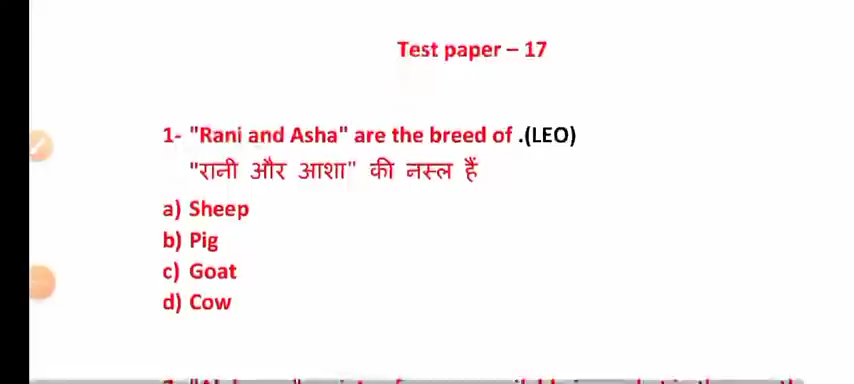 Test paper – 17
1- "Rani and Asha" are the breed of .(LEO)
"रानी और आशा" की नस्ल हैं
a) Sheep
b) Pig
c) Goat
d) Cow